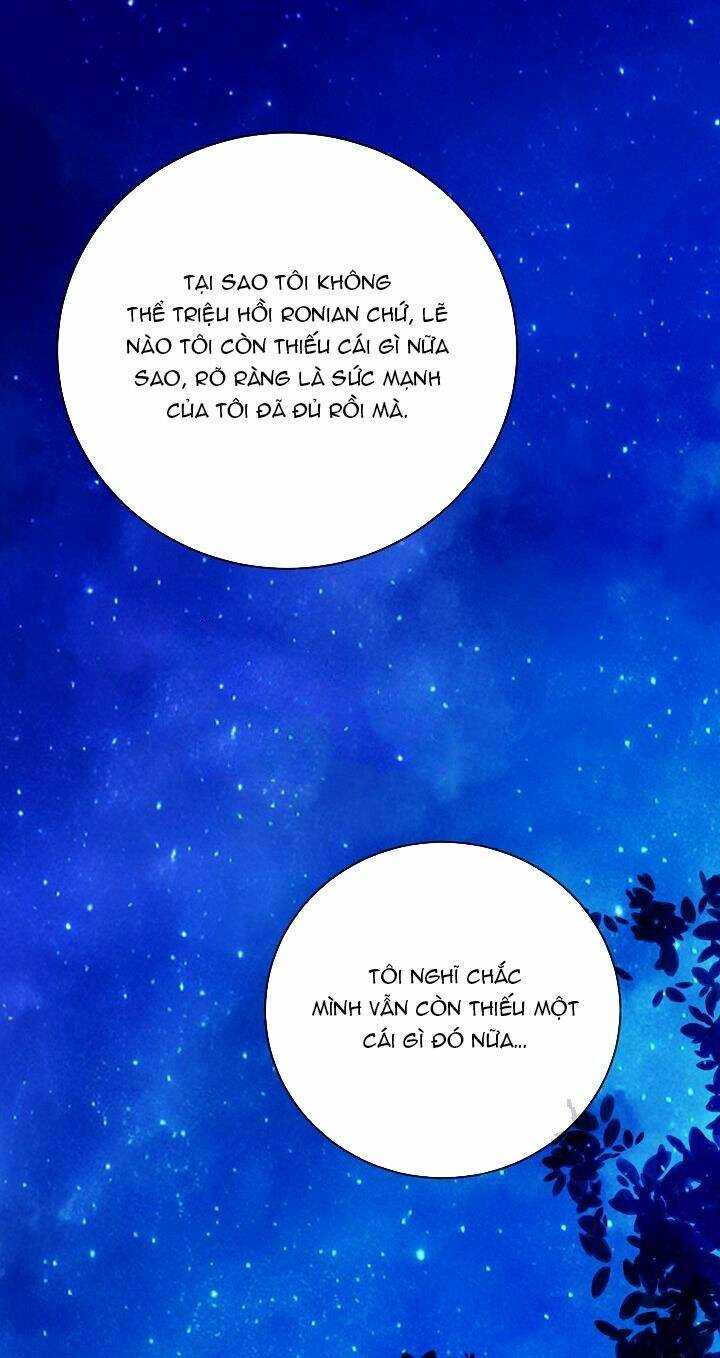 TẠI SAO TÔI KHÔNG
THỂ TRIỆU HỒI RONIAN CHỨ, LẼ
NÀO TÔI CÒN THIẾU CÁI GÌ NỮA
SAO, RÕ RÀNG LÀ SỨC MẠNH
CỦA TÔI ĐÃ ĐỦ RỒI MÀ.
TÔI NGHĨ CHẮC
MÌNH VẪN CÒN THIẾU MỘT
CÁI GÌ ĐÓ NỮA...